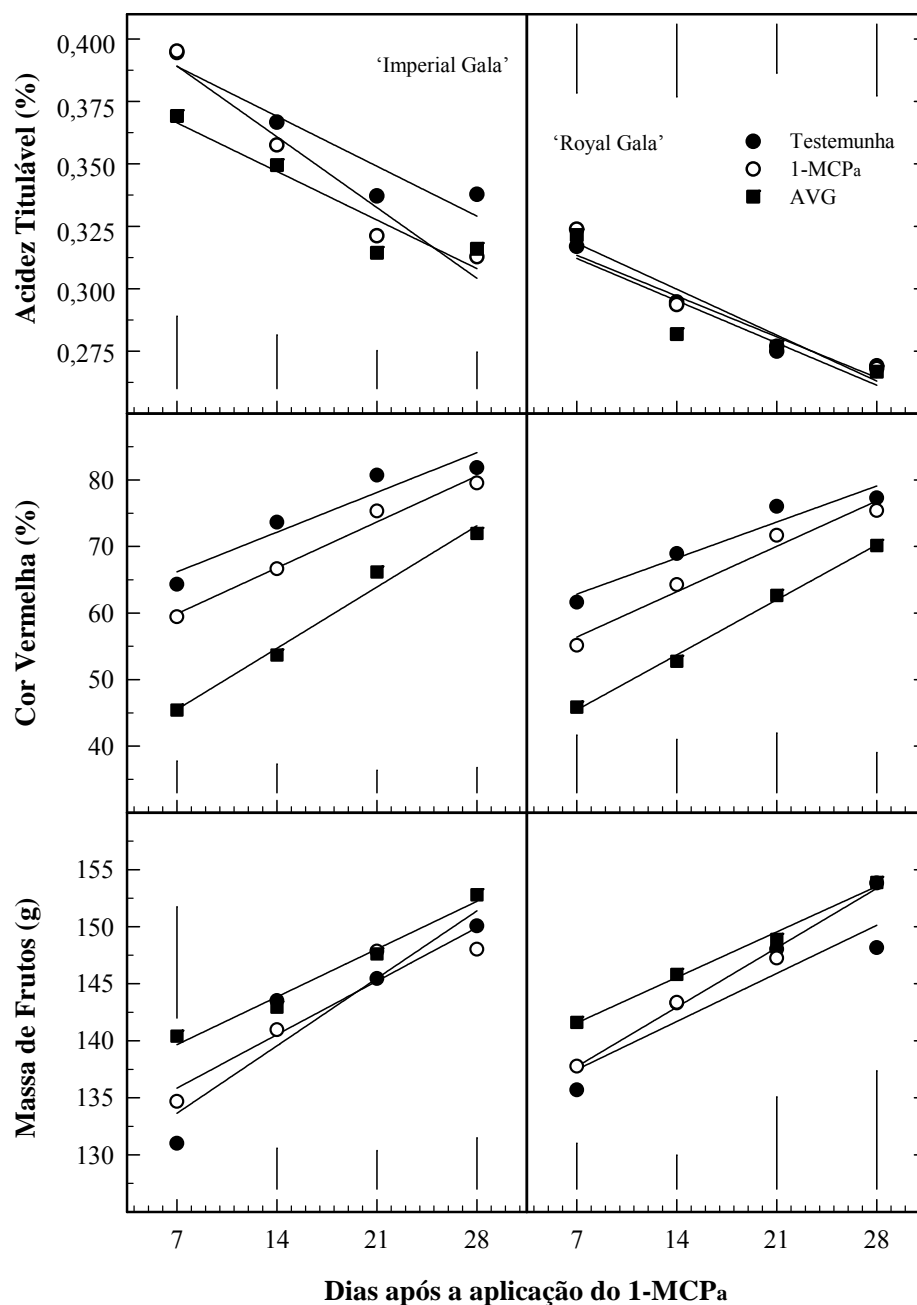 Acidez Titulável (%)
0,400
0,375
0,350
0,325
0,300
0,275
'Imperial Gala'
'Royal Gala'
Testemunha
1-MCPa
AVG
Cor Vermelha (%)
80
70
60
50
40
Massa de Frutos (g)
155
150
145
140
135
130
7 14 21 28 7 14 21 28
Dias após a aplicação do 1-MCPa